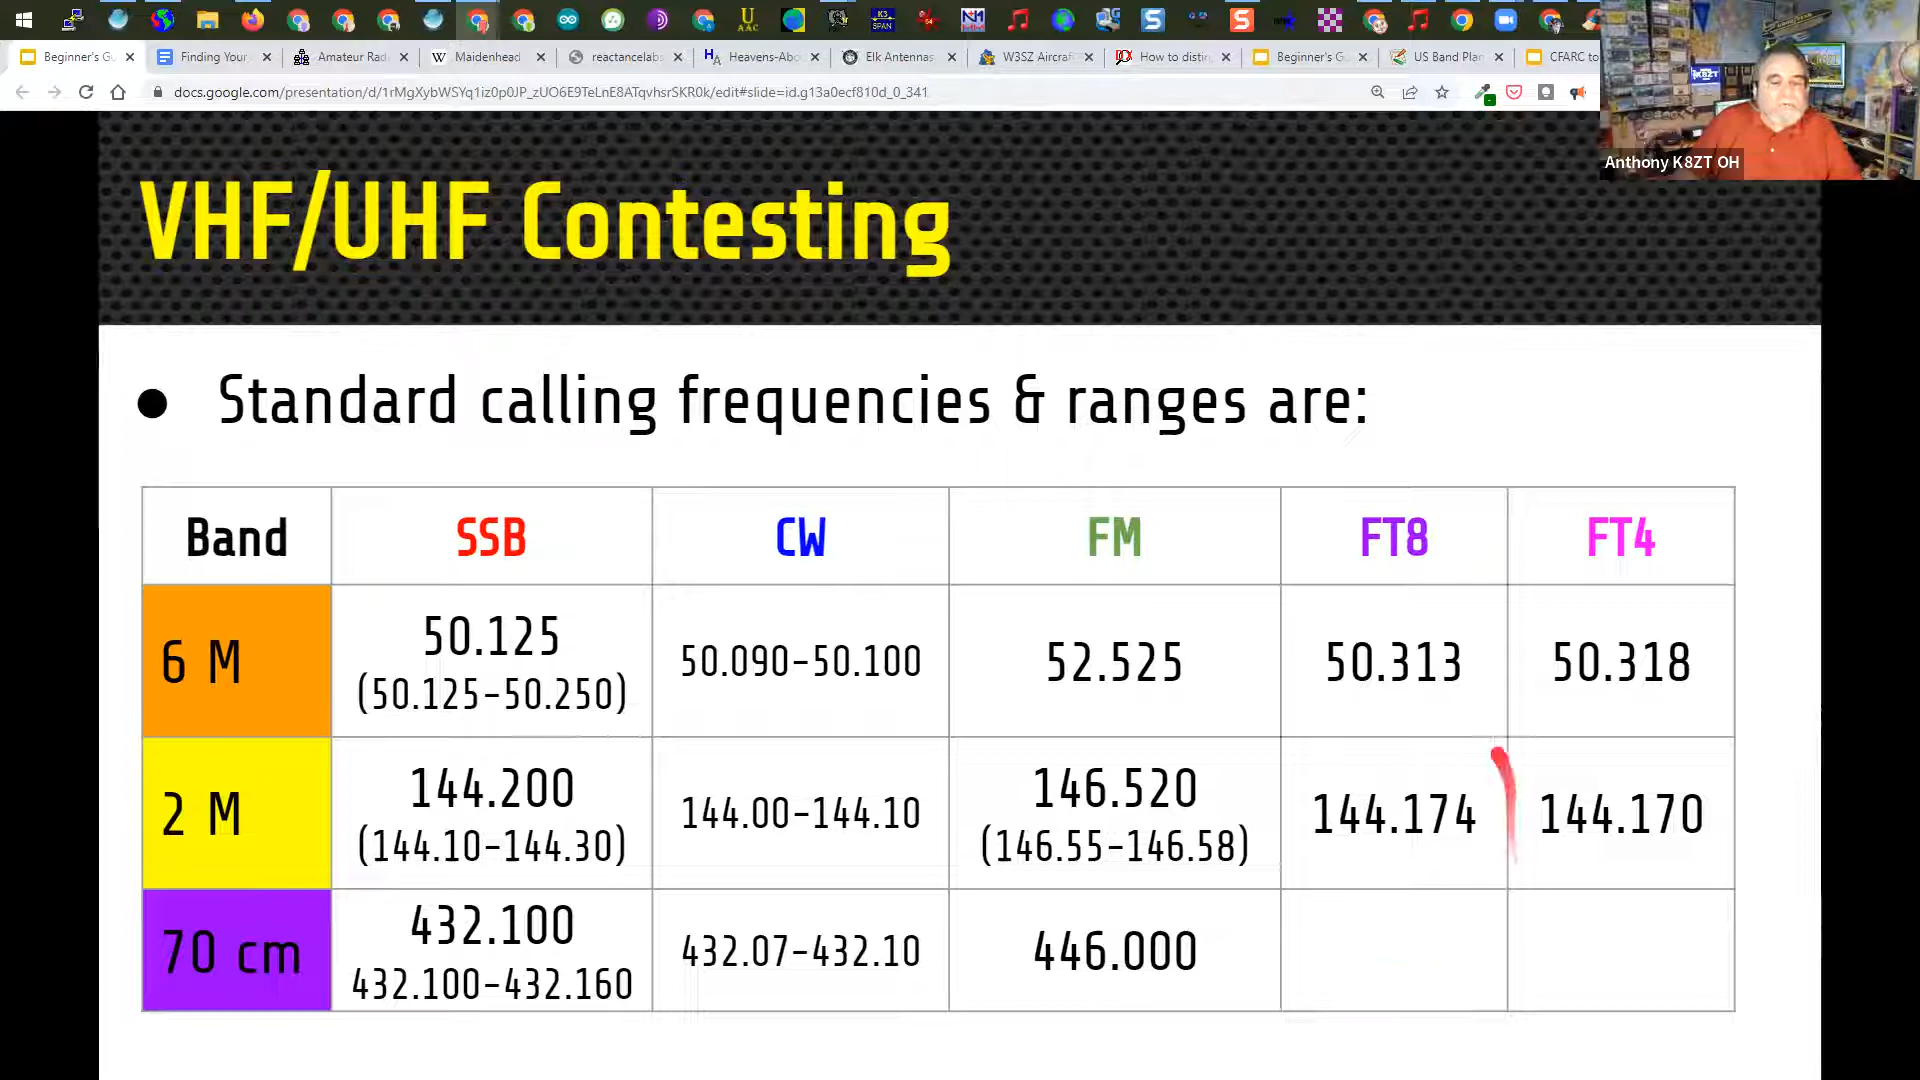 Beginner's Gu
Finding Your
Amateur Rad
Maidenhead
reactancelabs
Heavens-Abo
Elk Antennas
W3SZ Aircraf
How to distin
Beginner's Gu
US Band Plan
CFARC to
docs.google.com/presentation/d/1rMgXybWSYq1iz0p0JP_zUO6E9TeLnE8ATqvhsrSKR0k/edit#slide=id.g13a0ecf810d_0_341
Anthony K8ZT OH
VHF/UHF Contesting
● Standard calling frequencies & ranges are:
Band SSB CW FM FT8 FT4
6 M
50.125
(50.125-50.250)
50.090-50.100
52.525
50.313
50.318
2 M
144.200
(144.10-144.30)
144.00-144.10
146.520
(146.55-146.58)
144.174
144.170
70 cm
432.100
432.100-432.160
432.07-432.10
446.000